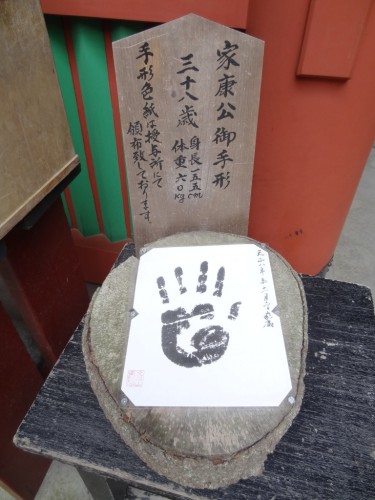 家康公御手形
三十八歳
身長一五五cm
体重六〇kg
手形色紙は授与所にて
頒布致しております。